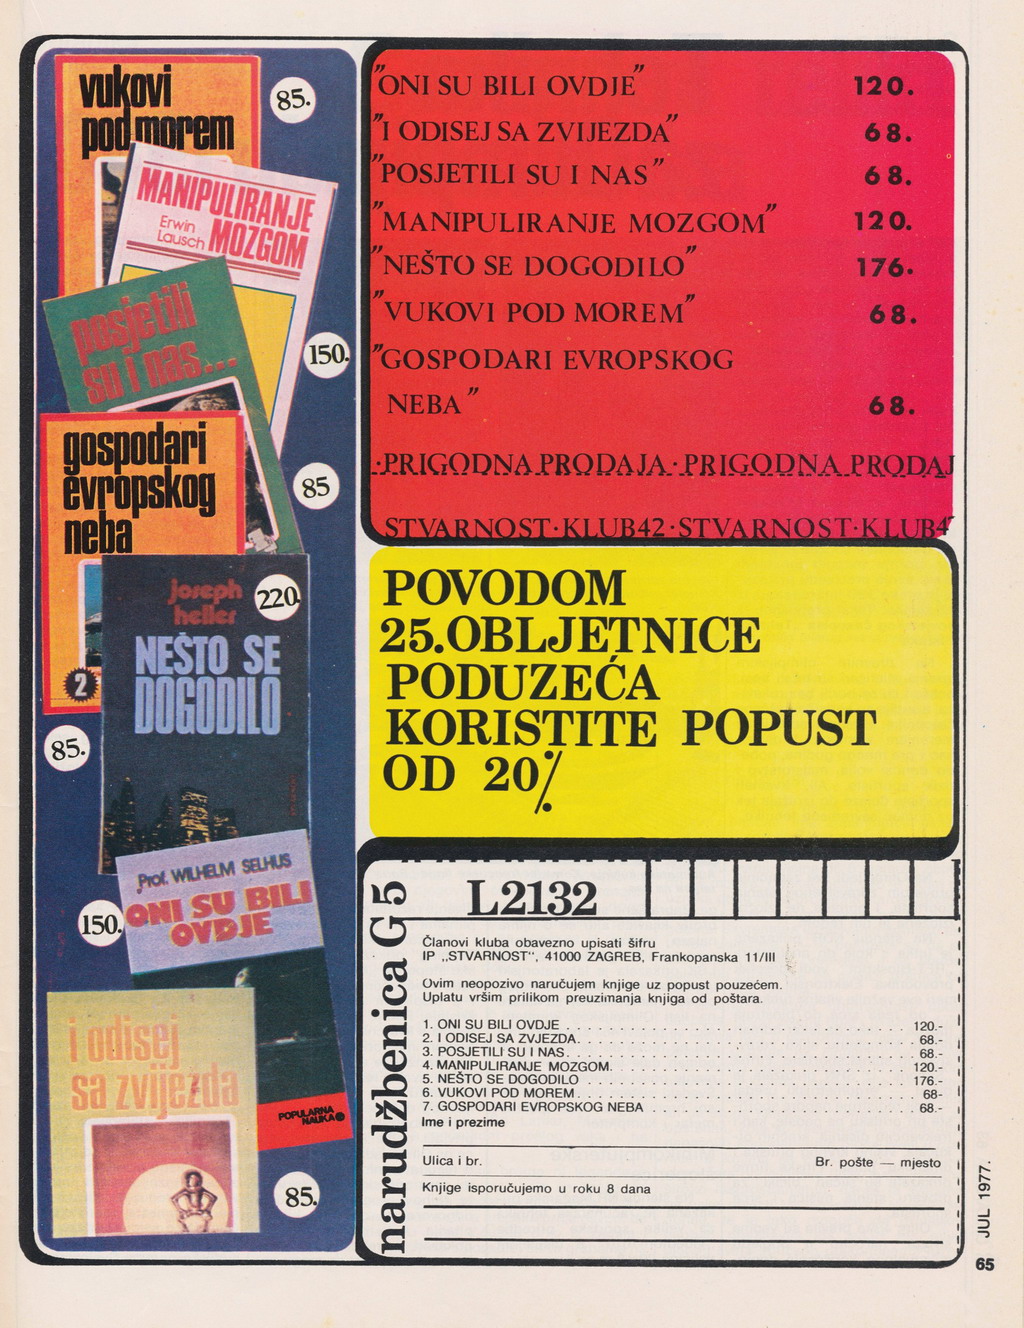 vukovi
pod morem
85.
MANIPULIRANJE
MOZGOM
Erwin
Lausch
150.
posjetili
su i nas...
85
gospodari
evropskog
neba
2
85.
joseph
heller
220.
NEŠTO SE
DOGODILO
Prof. WILHELM SELHUS
ONI SU BILI
OVDJE
150.
POPULARNA
NAUKA
i odisej
sa zvijezda
85.
"ONI SU BILI OVDJE" 120.
"I ODISEJ SA ZVIJEZDA" 68.
"POSJETILI SU I NAS" 68.
"MANIPULIRANJE MOZGOM" 120.
"NEŠTO SE DOGODILO" 176.
"VUKOVI POD MOREM" 68.
"GOSPODARI EVROPSKOG
NEBA" 68.
·PRIGODNA PRODAJA·PRIGODNA PRODAJ
STVARNOST·KLUB42·STVARNOST·KLUB4
POVODOM
25.OBLJETNICE
PODUZEĆA
KORISTITE POPUST
OD 20%
narudžbenica G5
L2132
Članovi kluba obavezno upisati šifru
IP „STVARNOST", 41000 ZAGREB, Frankopanska 11/III
Ovim neopozivo naručujem knjige uz popust pouzećem.
Uplatu vršim prilikom preuzimanja knjiga od poštara.
1. ONI SU BILI OVDJE . . . . . . . . . . 120.-
2. I ODISEJ SA ZVJEZDA. . . . . . . . . . 68.-
3. POSJETILI SU I NAS. . . . . . . . . . 68.-
4. MANIPULIRANJE MOZGOM. . . . . . . . . . 120.-
5. NEŠTO SE DOGODILO . . . . . . . . . . 176.-
6. VUKOVI POD MOREM. . . . . . . . . . 68-
7. GOSPODARI EVROPSKOG NEBA . . . . . . . . . . 68.-
Ime i prezime
Ulica i br. Br. pošte — mjesto
Knjige isporučujemo u roku 8 dana
JUL 1977.
65